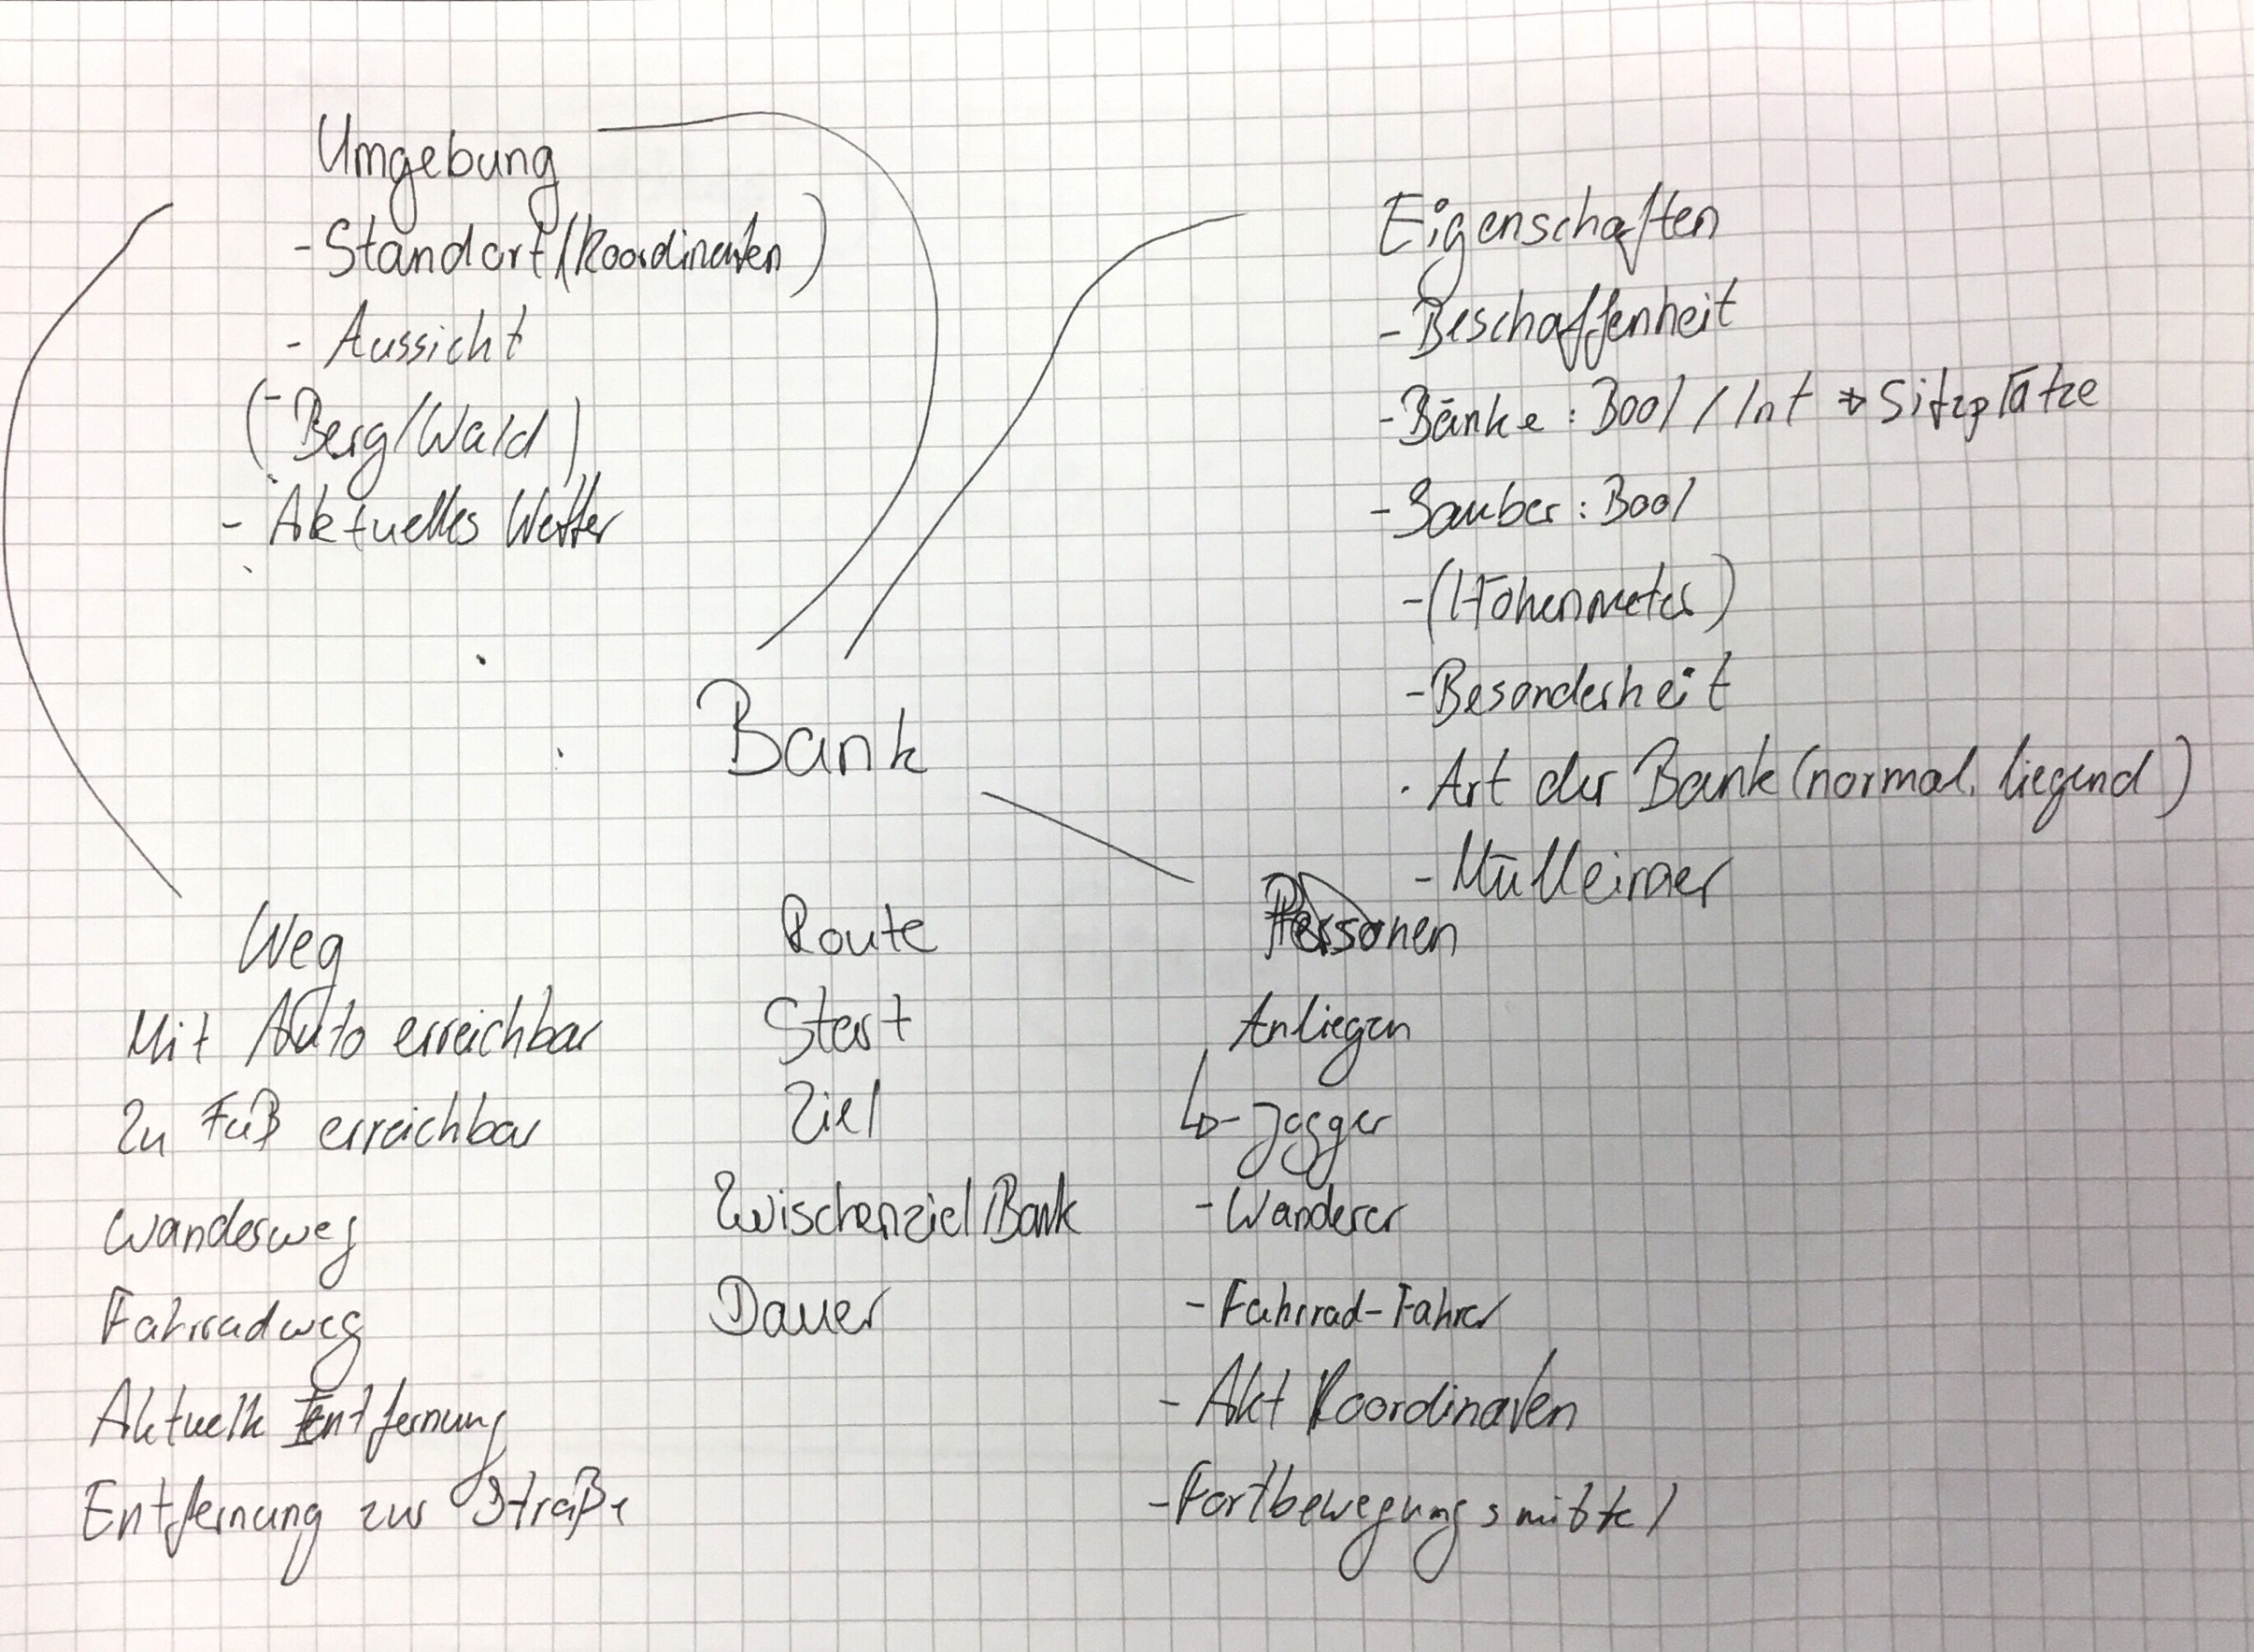 Umgebung
- Standort (Koordinaten)
- Aussicht
(- Berg/Wald)
- Aktuelles Wetter
Eigenschaften
- Beschaffenheit
- Bänke : Bool / Int → Sitzplätze
- Sauber : Bool
- (Höhenmeter)
- Besonderheit
- Art der Bank (normal, liegend)
- Mülleimer
Bank
Weg
Mit Auto erreichbar
Zu Fuß erreichbar
Wanderweg
Fahrradweg
Aktuelle Entfernung
Entfernung zur Straße
Route
Start
Ziel
Zwischenziel/Bank
Dauer
Personen
Anliegen
↳ - Jogger
- Wanderer
- Fahrrad-Fahrer
- Akt Koordinaten
- Fortbewegungsmittel